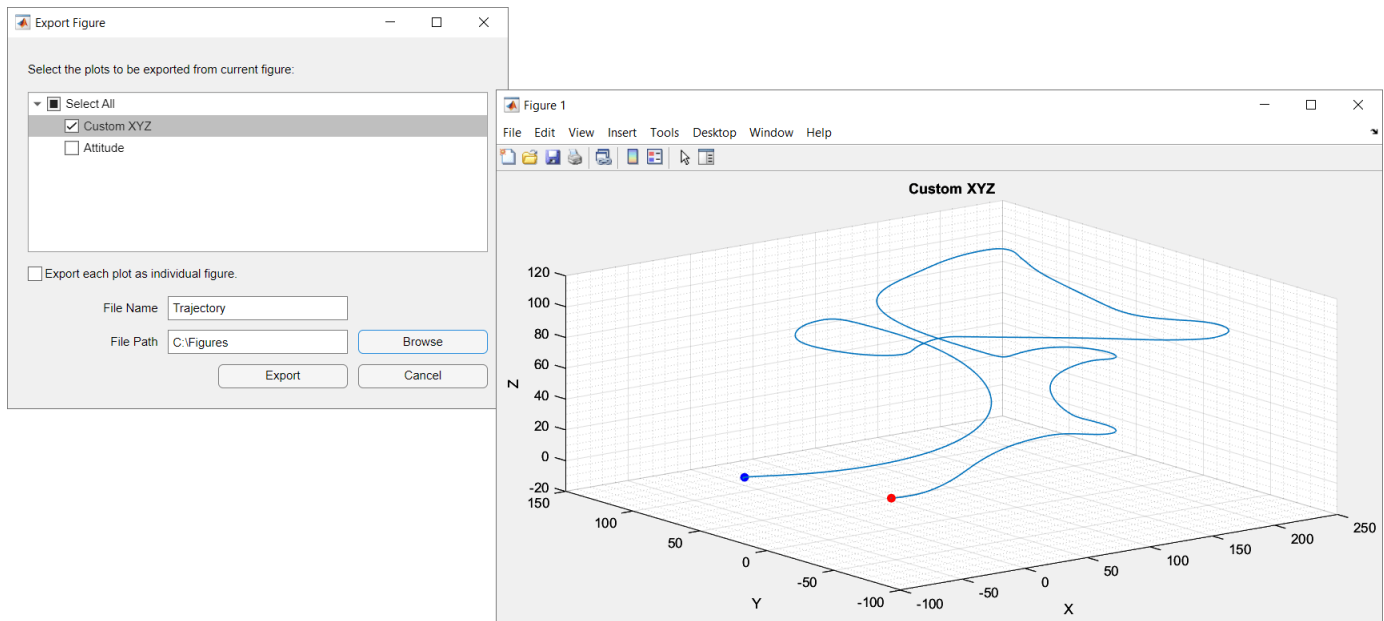 Export Figure
Select the plots to be exported from current figure:
Select All
Custom XYZ
Attitude
Export each plot as individual figure.
File Name Trajectory
File Path C:\Figures Browse
Export Cancel
Figure 1
File Edit View Insert Tools Desktop Window Help
Custom XYZ
120
100
80
60
40
20
0
-20
Z
150
100
50
0
-50
-100
Y
-100
-50
0
50
100
150
200
250
X